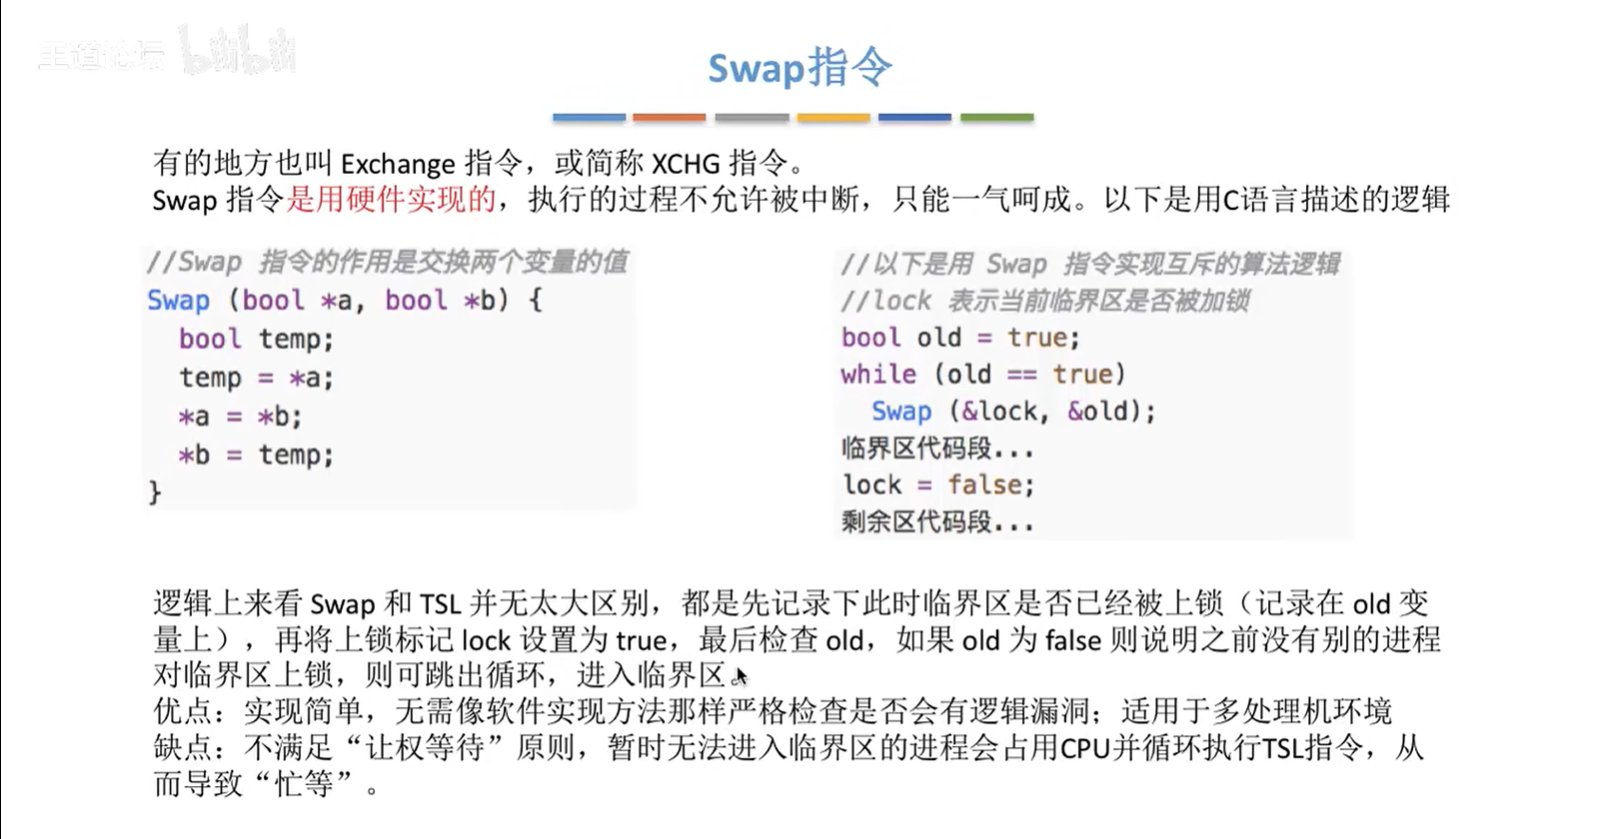 王道论坛 bilibili
Swap指令
有的地方也叫 Exchange 指令，或简称 XCHG 指令。
Swap 指令是用硬件实现的，执行的过程不允许被中断，只能一气呵成。以下是用C语言描述的逻辑
//Swap 指令的作用是交换两个变量的值
Swap (bool *a, bool *b) {
  bool temp;
  temp = *a;
  *a = *b;
  *b = temp;
}
//以下是用 Swap 指令实现互斥的算法逻辑
//lock 表示当前临界区是否被加锁
bool old = true;
while (old == true)
  Swap (&lock, &old);
临界区代码段...
lock = false;
剩余区代码段...
逻辑上来看 Swap 和 TSL 并无太大区别，都是先记录下此时临界区是否已经被上锁（记录在 old 变
量上），再将上锁标记 lock 设置为 true，最后检查 old，如果 old 为 false 则说明之前没有别的进程
对临界区上锁，则可跳出循环，进入临界区。
优点：实现简单，无需像软件实现方法那样严格检查是否会有逻辑漏洞；适用于多处理机环境
缺点：不满足“让权等待”原则，暂时无法进入临界区的进程会占用CPU并循环执行TSL指令，从
而导致“忙等”。